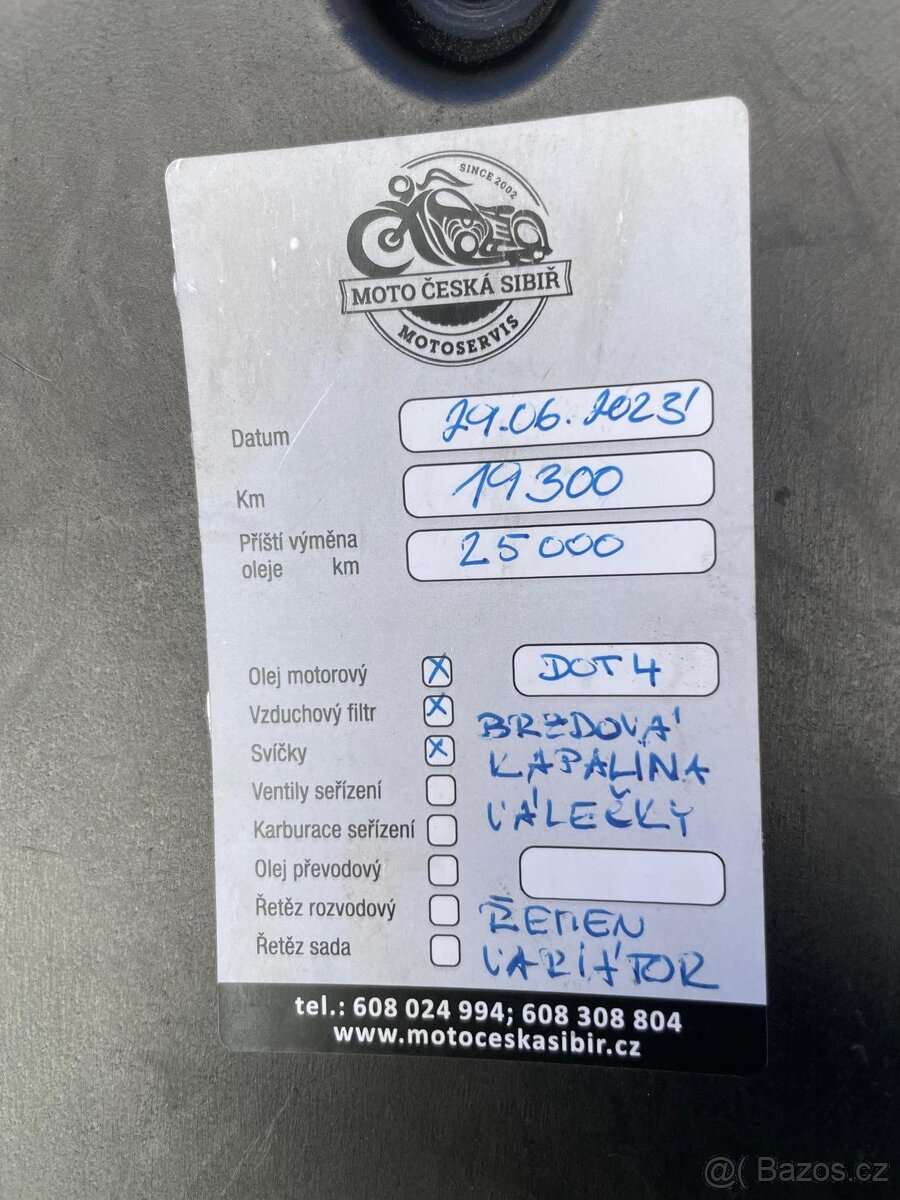 SINCE 2002
MOTO ČESKÁ SIBIŘ
MOTOSERVIS
Datum 29.06.2023
Km 19300
Příští výměna
oleje km 25000
Olej motorový X DOT 4
Vzduchový filtr X BRZDOVÁ
Svíčky X KAPALINA
Ventily seřízení VÁLEČKY
Karburace seřízení
Olej převodový
Řetěz rozvodový ŘEMEN
Řetěz sada VARIÁTOR
tel.: 608 024 994; 608 308 804
www.motoceskasibir.cz
@( Bazos.cz